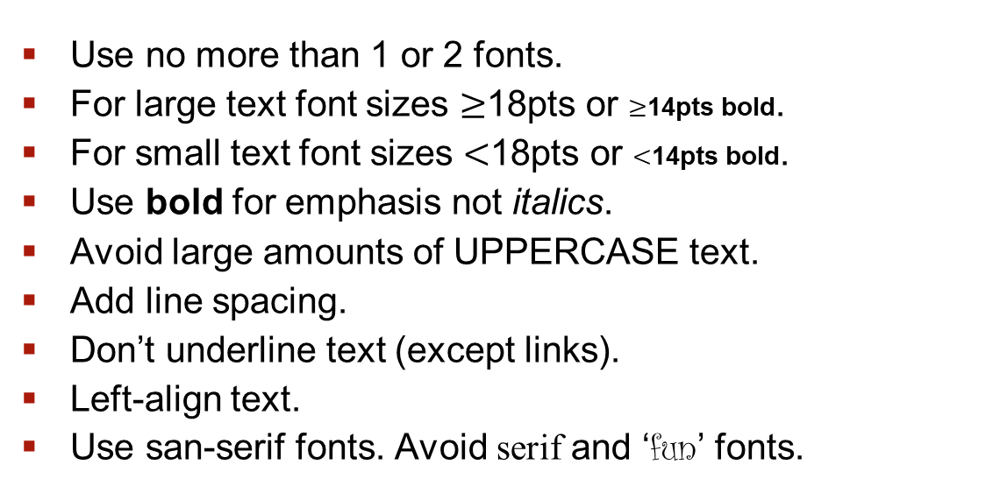 ▪ Use no more than 1 or 2 fonts.
▪ For large text font sizes ≥18pts or ≥14pts bold.
▪ For small text font sizes <18pts or <14pts bold.
▪ Use bold for emphasis not italics.
▪ Avoid large amounts of UPPERCASE text.
▪ Add line spacing.
▪ Don’t underline text (except links).
▪ Left-align text.
▪ Use san-serif fonts. Avoid serif and ‘fun’ fonts.